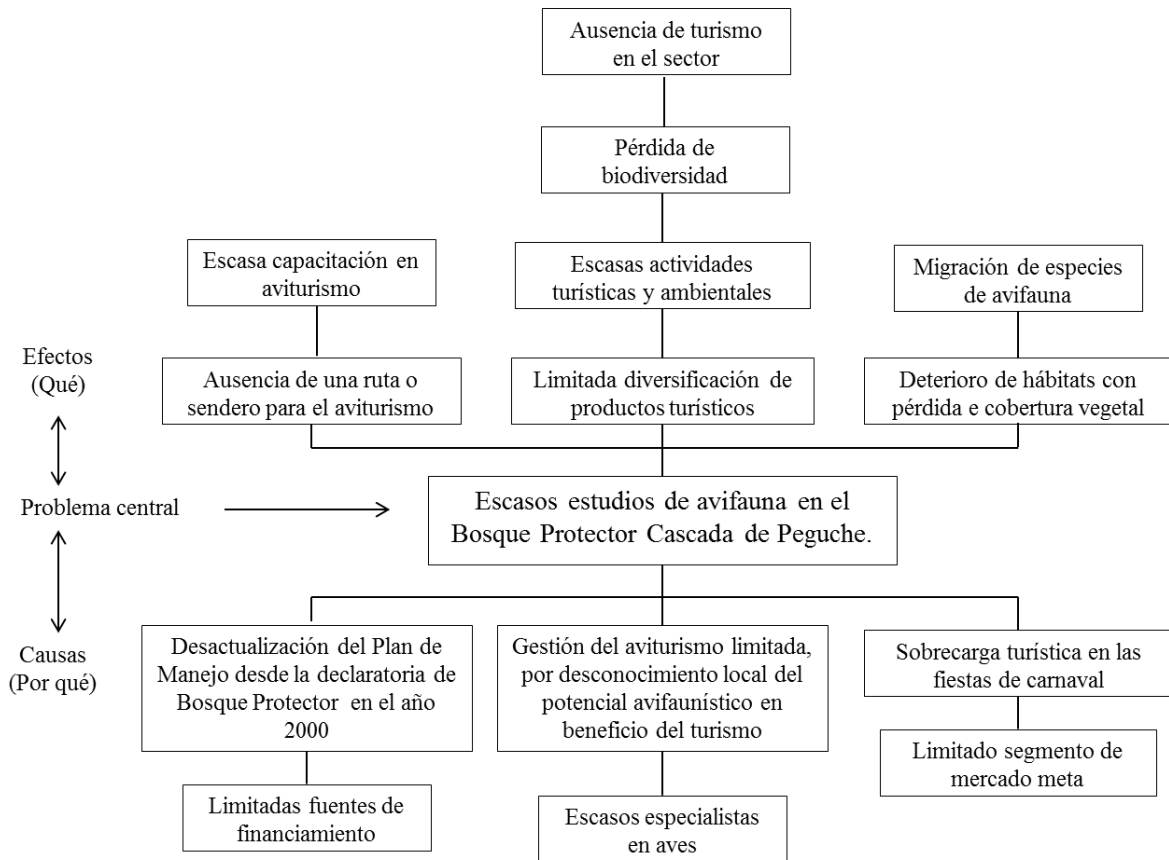 Ausencia de turismo
en el sector
Pérdida de
biodiversidad
Escasa capacitación en
aviturismo
Escasas actividades
turísticas y ambientales
Migración de especies
de avifauna
Efectos
(Qué)
Ausencia de una ruta o
sendero para el aviturismo
Limitada diversificación de
productos turísticos
Deterioro de hábitats con
pérdida e cobertura vegetal
Problema central
Escasos estudios de avifauna en el
Bosque Protector Cascada de Peguche.
Causas
(Por qué)
Desactualización del Plan de
Manejo desde la declaratoria de
Bosque Protector en el año
2000
Gestión del aviturismo limitada,
por desconocimiento local del
potencial avifaunístico en
beneficio del turismo
Sobrecarga turística en las
fiestas de carnaval
Limitadas fuentes de
financiamiento
Escasos especialistas
en aves
Limitado segmento de
mercado meta